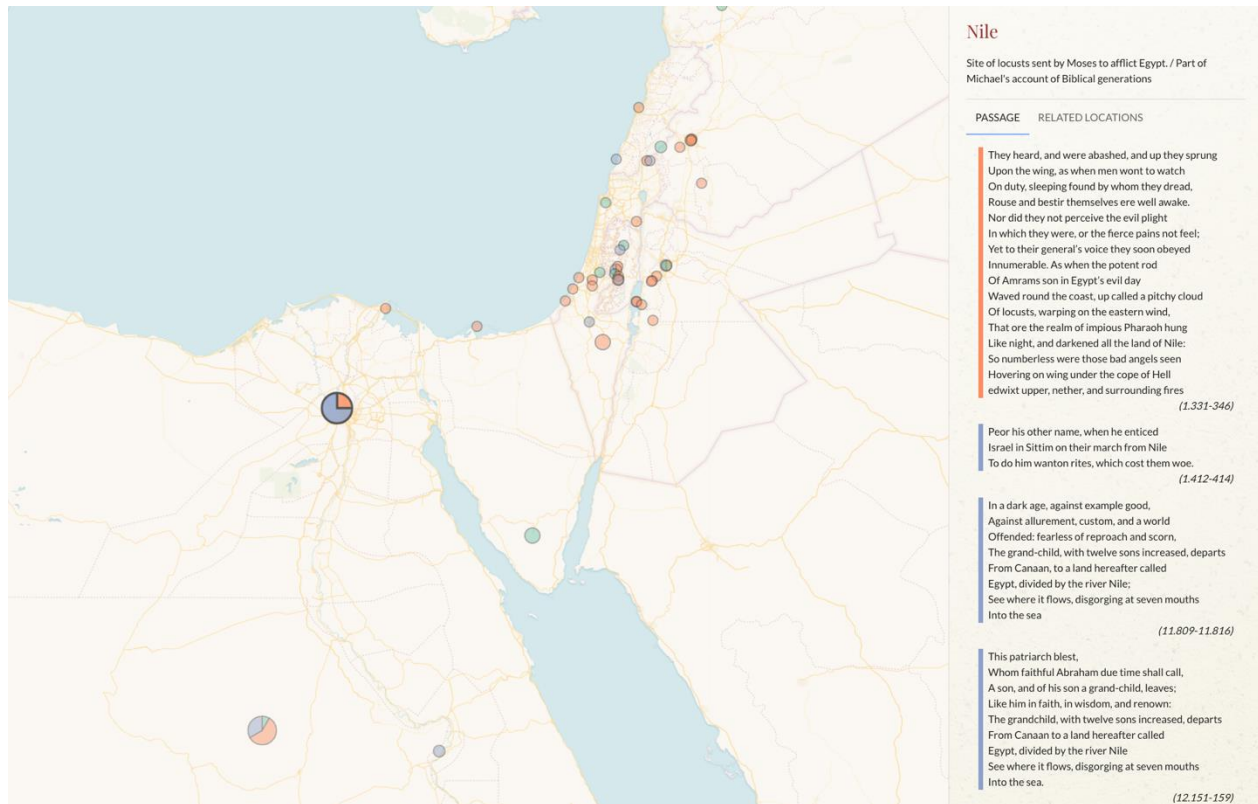 Nile
Site of locusts sent by Moses to afflict Egypt. / Part of
Michael's account of Biblical generations
PASSAGE RELATED LOCATIONS
They heard, and were abashed, and up they sprung
Upon the wing, as when men wont to watch
On duty, sleeping found by whom they dread,
Rouse and bestir themselves ere well awake.
Nor did they not perceive the evil plight
In which they were, or the fierce pains not feel;
Yet to their general's voice they soon obeyed
Innumerable. As when the potent rod
Of Amrams son in Egypt's evil day
Waved round the coast, up called a pitchy cloud
Of locusts, warping on the eastern wind,
That ore the realm of impious Pharaoh hung
Like night, and darkened all the land of Nile:
So numberless were those bad angels seen
Hovering on wing under the cope of Hell
edwixt upper, nether, and surrounding fires
(1.331-346)
Peor his other name, when he enticed
Israel in Sittim on their march from Nile
To do him wanton rites, which cost them woe.
(1.412-414)
In a dark age, against example good,
Against allurement, custom, and a world
Offended: fearless of reproach and scorn,
The grand-child, with twelve sons increased, departs
From Canaan, to a land hereafter called
Egypt, divided by the river Nile;
See where it flows, disgorging at seven mouths
Into the sea
(11.809-11.816)
This patriarch blest,
Whom faithful Abraham due time shall call,
A son, and of his son a grand-child, leaves;
Like him in faith, in wisdom, and renown:
The grandchild, with twelve sons increased, departs
From Canaan to a land hereafter called
Egypt, divided by the river Nile
See where it flows, disgorging at seven mouths
Into the sea.
(12.151-159)